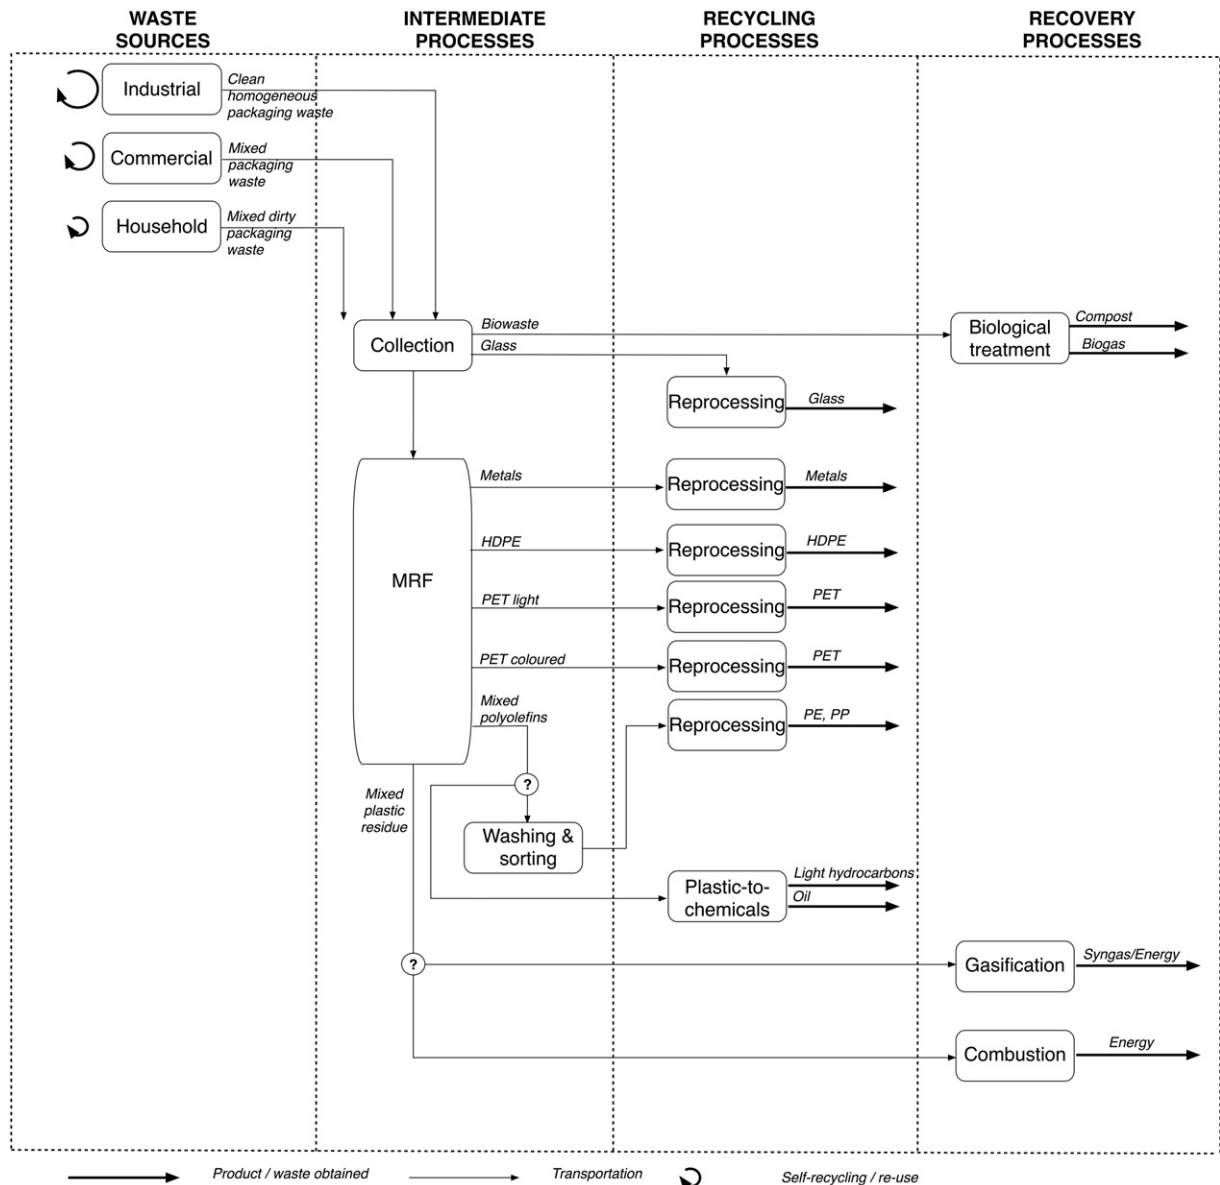 WASTE
SOURCES
INTERMEDIATE
PROCESSES
RECYCLING
PROCESSES
RECOVERY
PROCESSES
Industrial
Clean
homogeneous
packaging waste
Commercial
Mixed
packaging
waste
Household
Mixed dirty
packaging
waste
Collection
Biowaste
Glass
Biological
treatment
Compost
Biogas
Reprocessing
Glass
MRF
Metals
Reprocessing
Metals
HDPE
Reprocessing
HDPE
PET light
Reprocessing
PET
PET coloured
Reprocessing
PET
Mixed
polyolefins
Reprocessing
PE, PP
?
Mixed
plastic
residue
Washing &
sorting
Plastic-to-
chemicals
Light hydrocarbons
Oil
?
Gasification
Syngas/Energy
Combustion
Energy
Product / waste obtained
Transportation
Self-recycling / re-use